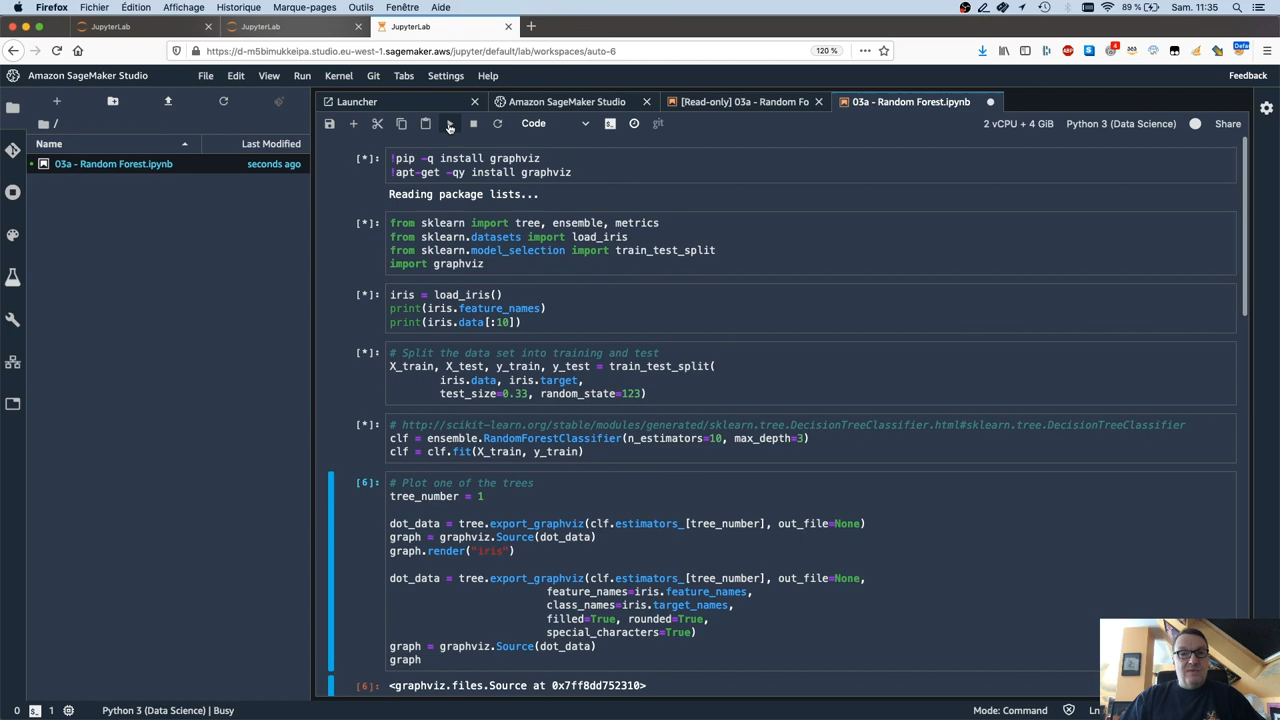 Firefox Fichier Édition Affichage Historique Marque-pages Outils Fenêtre Aide 89 % Sam. 11:35
JupyterLab JupyterLab JupyterLab
https://d-m5bimukkeipa.studio.eu-west-1.sagemaker.aws/jupyter/default/lab/workspaces/auto-6 120 %
Amazon SageMaker Studio File Edit View Run Kernel Git Tabs Settings Help Feedback
Launcher Amazon SageMaker Studio [Read-only] 03a - Random Fo 03a - Random Forest.ipynb
Code git 2 vCPU + 4 GiB Python 3 (Data Science) Share
/
Name Last Modified
03a - Random Forest.ipynb seconds ago
[*]: !pip -q install graphviz
!apt-get -qy install graphviz
Reading package lists...
[*]: from sklearn import tree, ensemble, metrics
from sklearn.datasets import load_iris
from sklearn.model_selection import train_test_split
import graphviz
[*]: iris = load_iris()
print(iris.feature_names)
print(iris.data[:10])
[*]: # Split the data set into training and test
X_train, X_test, y_train, y_test = train_test_split(
iris.data, iris.target,
test_size=0.33, random_state=123)
[*]: # http://scikit-learn.org/stable/modules/generated/sklearn.tree.DecisionTreeClassifier.html#sklearn.tree.DecisionTreeClassifier
clf = ensemble.RandomForestClassifier(n_estimators=10, max_depth=3)
clf = clf.fit(X_train, y_train)
[6]: # Plot one of the trees
tree_number = 1
dot_data = tree.export_graphviz(clf.estimators_[tree_number], out_file=None)
graph = graphviz.Source(dot_data)
graph.render("iris")
dot_data = tree.export_graphviz(clf.estimators_[tree_number], out_file=None,
feature_names=iris.feature_names,
class_names=iris.target_names,
filled=True, rounded=True,
special_characters=True)
graph = graphviz.Source(dot_data)
graph
[6]: <graphviz.files.Source at 0x7ff8dd752310>
0 1 Python 3 (Data Science) | Busy Mode: Command Ln